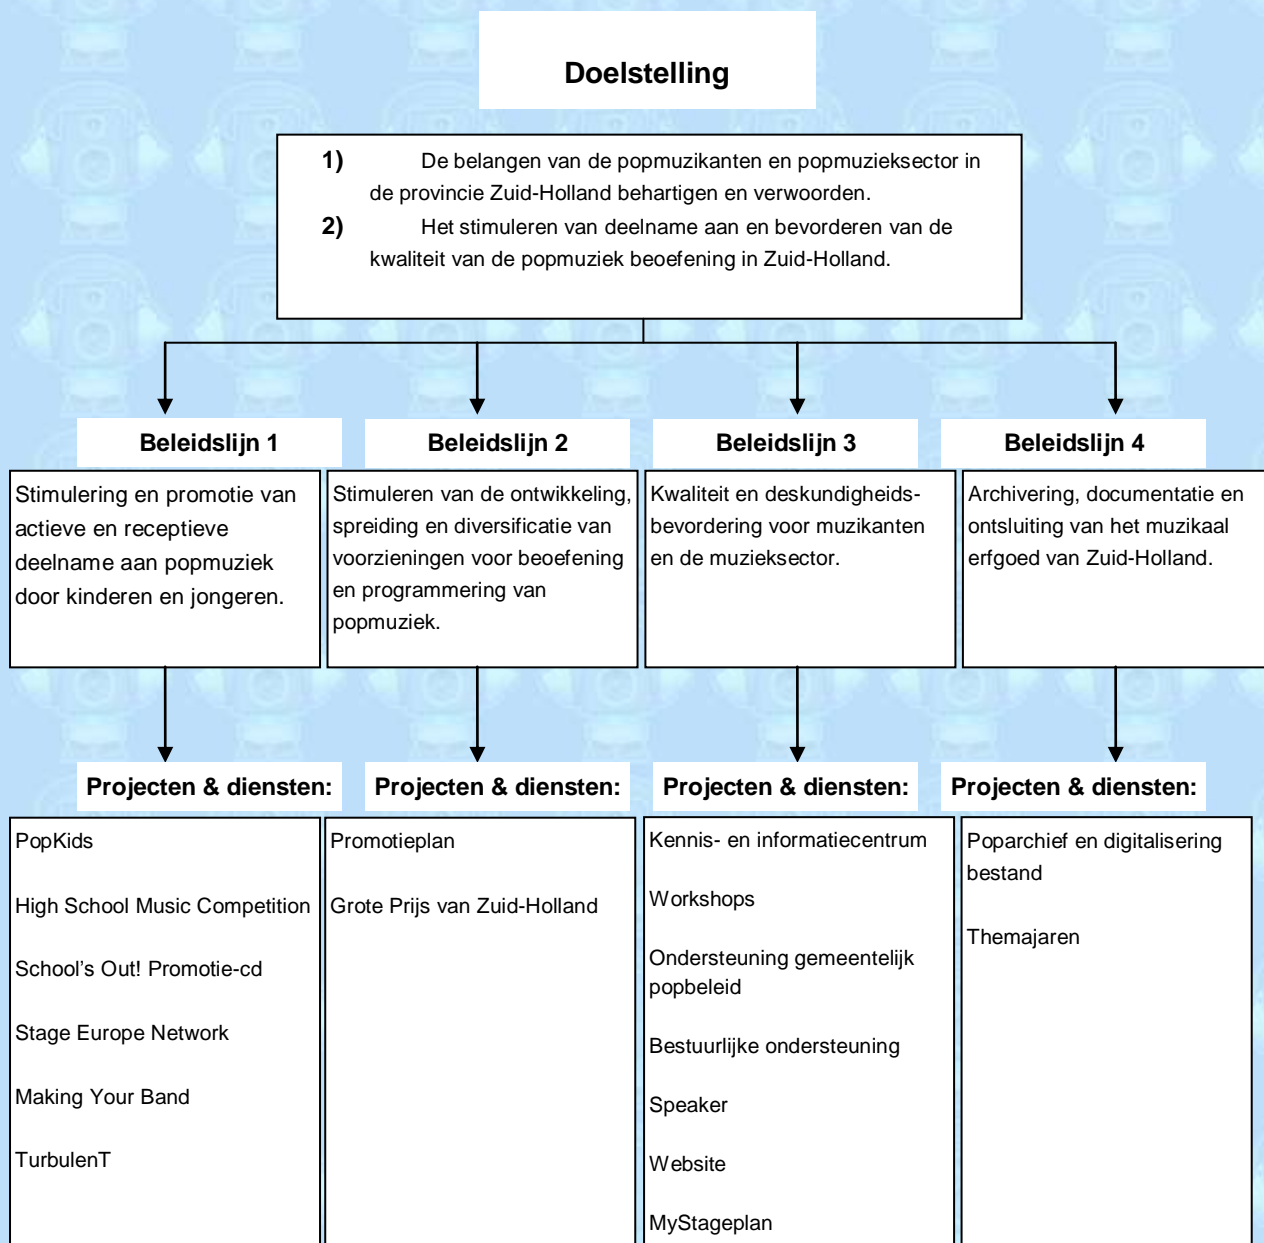 Doelstelling
1) De belangen van de popmuzikanten en popmuzieksector in
de provincie Zuid-Holland behartigen en verwoorden.
2) Het stimuleren van deelname aan en bevorderen van de
kwaliteit van de popmuziek beoefening in Zuid-Holland.
Beleidslijn 1
Stimulering en promotie van
actieve en receptieve
deelname aan popmuziek
door kinderen en jongeren.
Beleidslijn 2
Stimuleren van de ontwikkeling,
spreiding en diversificatie van
voorzieningen voor beoefening
en programmering van
popmuziek.
Beleidslijn 3
Kwaliteit en deskundigheids-
bevordering voor muzikanten
en de muzieksector.
Beleidslijn 4
Archivering, documentatie en
ontsluiting van het muzikaal
erfgoed van Zuid-Holland.
Projecten & diensten:
PopKids
High School Music Competition
School’s Out! Promotie-cd
Stage Europe Network
Making Your Band
TurbulenT
Projecten & diensten:
Promotieplan
Grote Prijs van Zuid-Holland
Projecten & diensten:
Kennis- en informatiecentrum
Workshops
Ondersteuning gemeentelijk
popbeleid
Bestuurlijke ondersteuning
Speaker
Website
MyStageplan
Projecten & diensten:
Poparchief en digitalisering
bestand
Themajaren